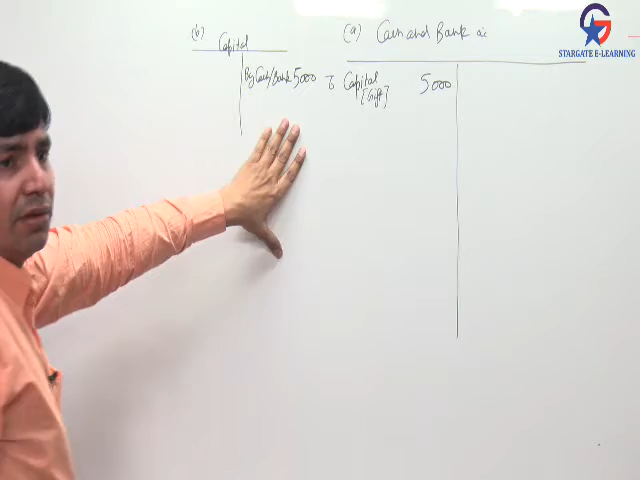 (b) Capital
By Cash/Bank 5000
(a) Cash and Bank a/c
To Capital 5000
[Gift]
STARGATE E-LEARNING